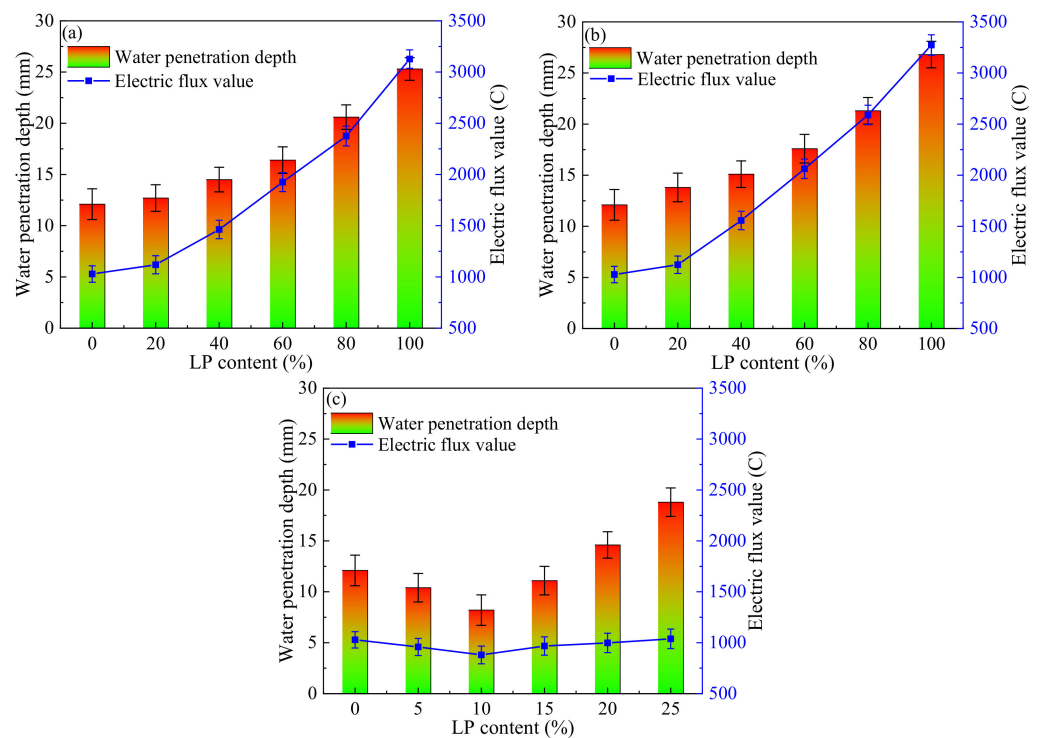 (a)
Water penetration depth
Electric flux value
Water penetration depth (mm)
30
25
20
15
10
5
0
3500
3000
2500
2000
1500
1000
500
Electric flux value (C)
0 20 40 60 80 100
LP content (%)
(b)
Water penetration depth
Electric flux value
Water penetration depth (mm)
30
25
20
15
10
5
0
3500
3000
2500
2000
1500
1000
500
Electric flux value (C)
0 20 40 60 80 100
LP content (%)
(c)
Water penetration depth
Electric flux value
Water penetration depth (mm)
30
25
20
15
10
5
0
3500
3000
2500
2000
1500
1000
500
Electric flux value (C)
0 5 10 15 20 25
LP content (%)